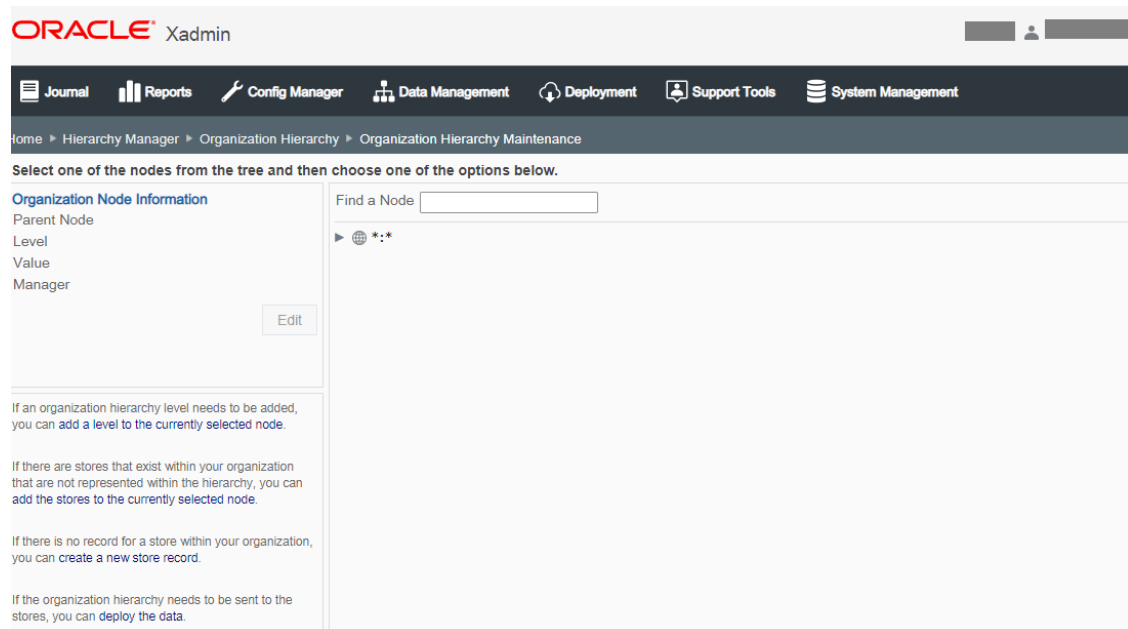 ORACLE® Xadmin
Journal Reports Config Manager Data Management Deployment Support Tools System Management
Home ▸ Hierarchy Manager ▸ Organization Hierarchy ▸ Organization Hierarchy Maintenance
Select one of the nodes from the tree and then choose one of the options below.
Organization Node Information
Parent Node
Level
Value
Manager
Edit
Find a Node
*:*
If an organization hierarchy level needs to be added,
you can add a level to the currently selected node.
If there are stores that exist within your organization
that are not represented within the hierarchy, you can
add the stores to the currently selected node.
If there is no record for a store within your organization,
you can create a new store record.
If the organization hierarchy needs to be sent to the
stores, you can deploy the data.